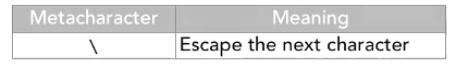 Metacharacter Meaning
\ Escape the next character